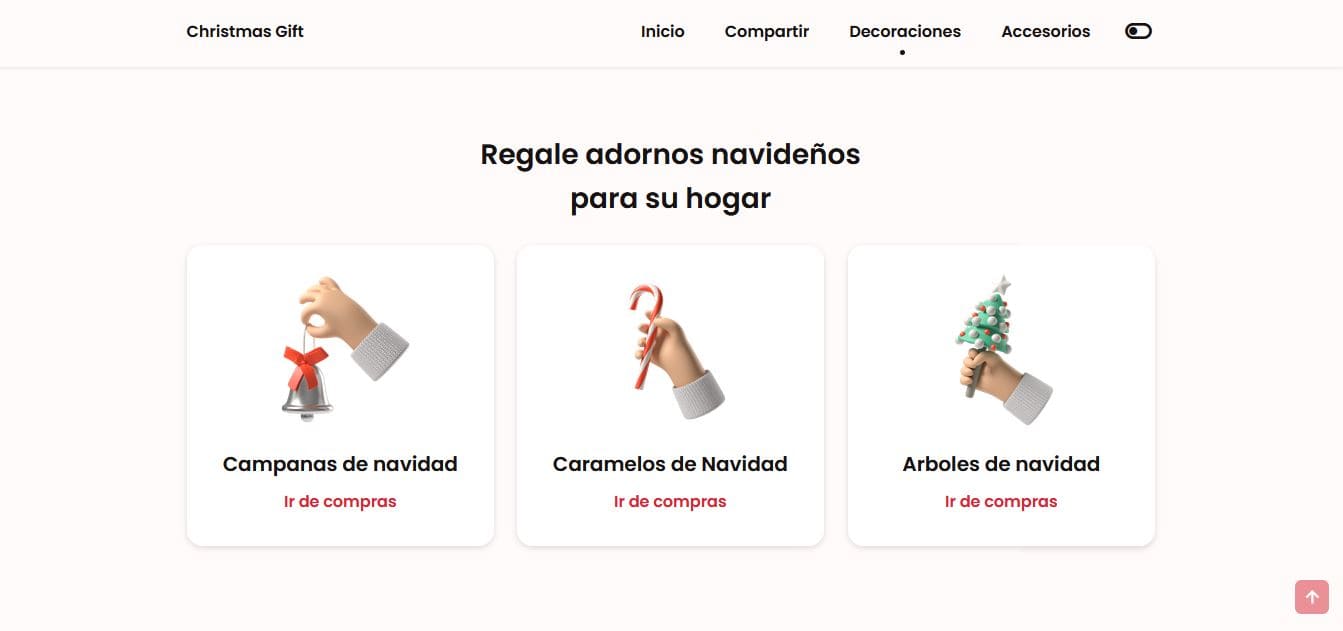 Christmas Gift
Inicio Compartir Decoraciones Accesorios
Regale adornos navideños
para su hogar
Campanas de navidad
Ir de compras
Caramelos de Navidad
Ir de compras
Arboles de navidad
Ir de compras